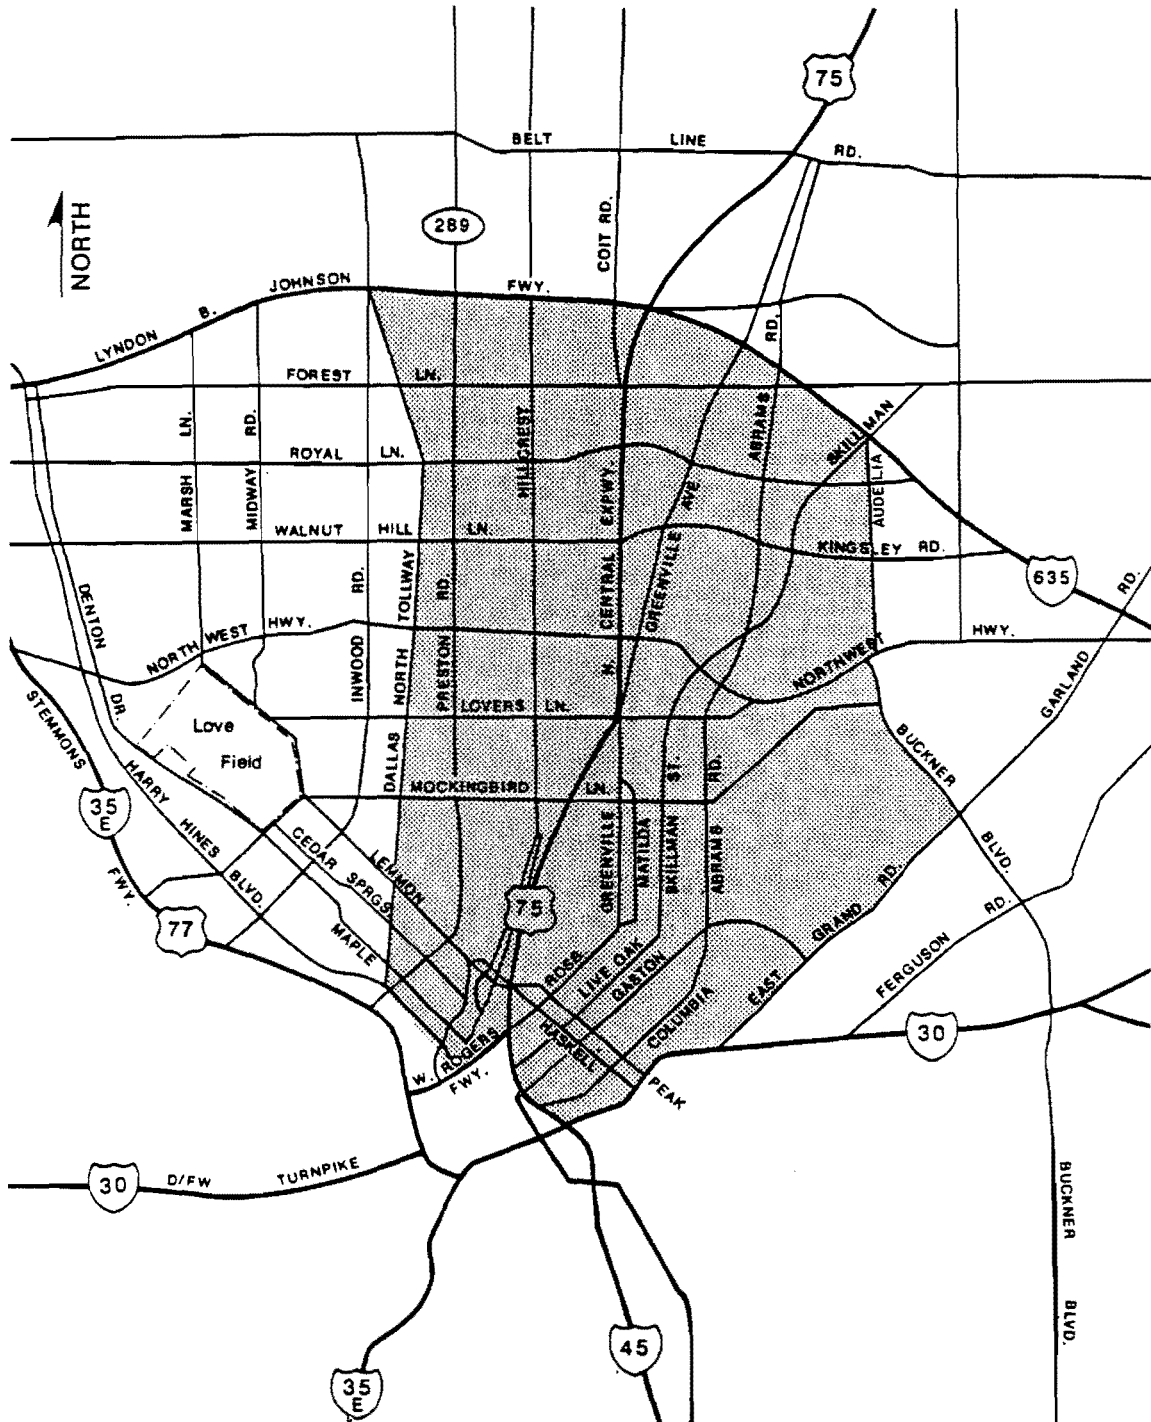 75
BELT LINE RD.
289
COIT RD.
NORTH
LYNDON B. JOHNSON FWY.
RD.
FOREST LN.
MARSH LN.
MIDWAY RD.
HILLCREST
ABRAMS
SKILLMAN
ROYAL LN.
AUDELIA
WALNUT HILL LN.
N. CENTRAL EXPWY
GREENVILLE AVE
KINGSLEY RD.
635
DENTON DR.
INWOOD RD.
DALLAS NORTH TOLLWAY
PRESTON RD.
NORTHWEST HWY.
NORTHWEST HWY.
GARLAND RD.
STEMMONS FWY.
Love
Field
LOVERS LN.
BUCKNER BLVD.
35
E
HARRY HINES BLVD.
MOCKINGBIRD LN.
GREENVILLE
MATILDA
SKILLMAN ST.
ABRAMS RD.
CEDAR SPRGS.
LEMMON
77
MAPLE
75
ROSS
LIVE OAK
GASTON
COLUMBIA
EAST GRAND RD.
FERGUSON RD.
30
W. ROGERS FWY.
HASKELL
PEAK
30
D/FW TURNPIKE
BUCKNER BLVD.
45
35
E